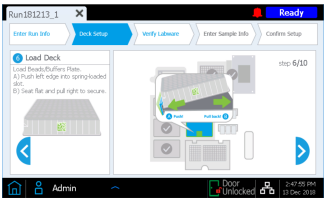 Run181213_1
Ready
Enter Run Info
Deck Setup
Verify Labware
Enter Sample Info
Confirm Setup
6 Load Deck
Load Beads/Buffers Plate.
A) Push left edge into spring-loaded
slot.
B) Seat flat and pull right to secure.
step 6/10
A Push!
Pull back! B
Admin
Door
Unlocked
2:47:55 PM
13 Dec 2018